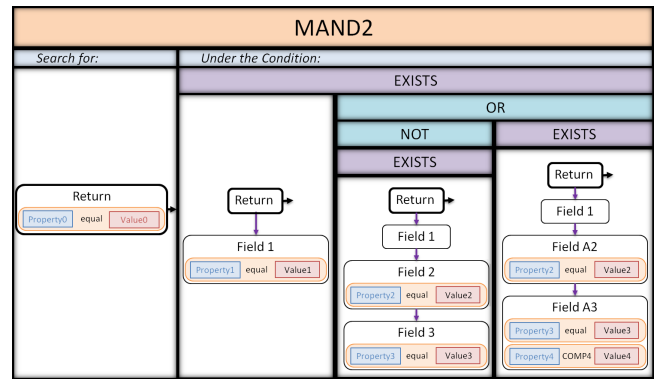 MAND2
Search for:
Under the Condition:
EXISTS
OR
NOT
EXISTS
EXISTS
Return
Property0 equal Value0
Return
Field 1
Property1 equal Value1
Return
Field 1
Field 2
Property2 equal Value2
Field 3
Property3 equal Value3
Return
Field 1
Field A2
Property2 equal Value2
Field A3
Property3 equal Value3
Property4 COMP4 Value4